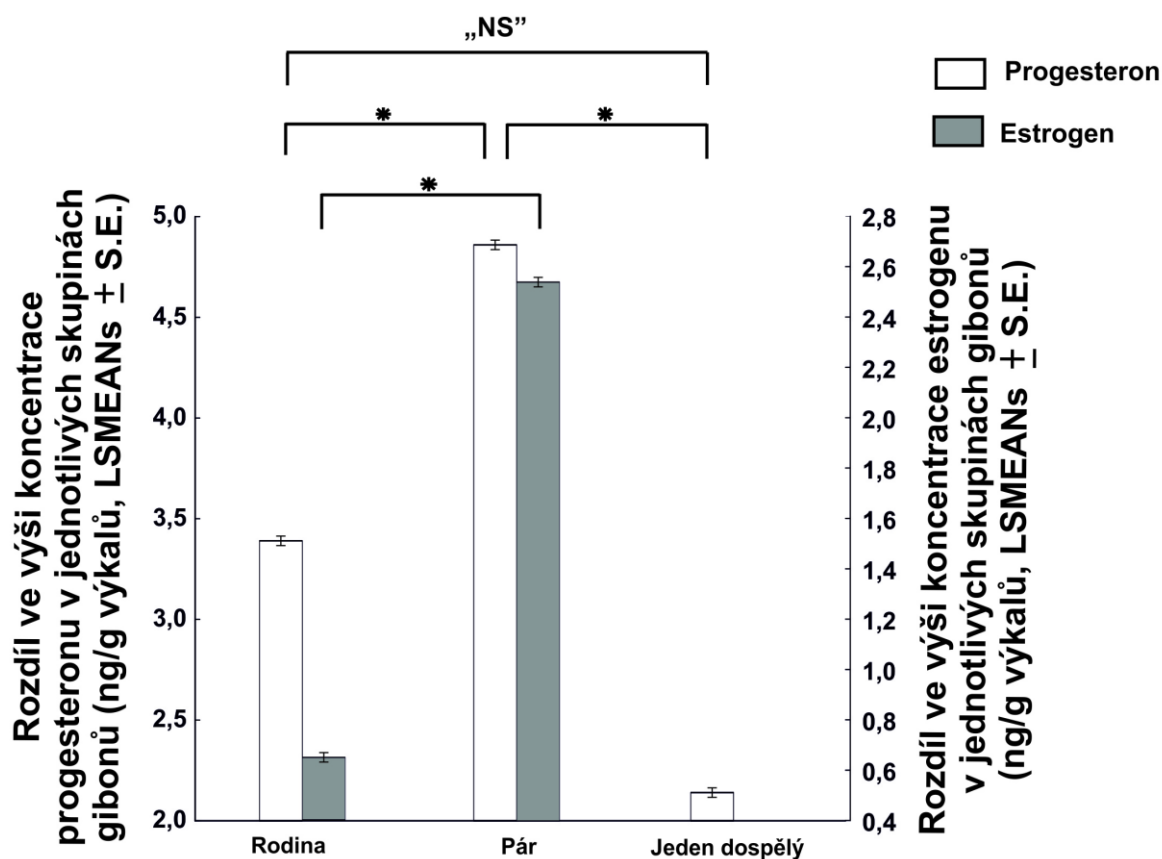 „NS”
Progesteron
Estrogen
*
*
*
Rozdíl ve výši koncentrace
progesteronu v jednotlivých skupinách
gibonů (ng/g výkalů, LSMEANs ± S.E.)
5,0
4,5
4,0
3,5
3,0
2,5
2,0
2,8
2,6
2,4
2,2
2,0
1,8
1,6
1,4
1,2
1,0
0,8
0,6
0,4
Rozdíl ve výši koncentrace estrogenu
v jednotlivých skupinách gibonů
(ng/g výkalů, LSMEANs ± S.E.)
Rodina
Pár
Jeden dospělý